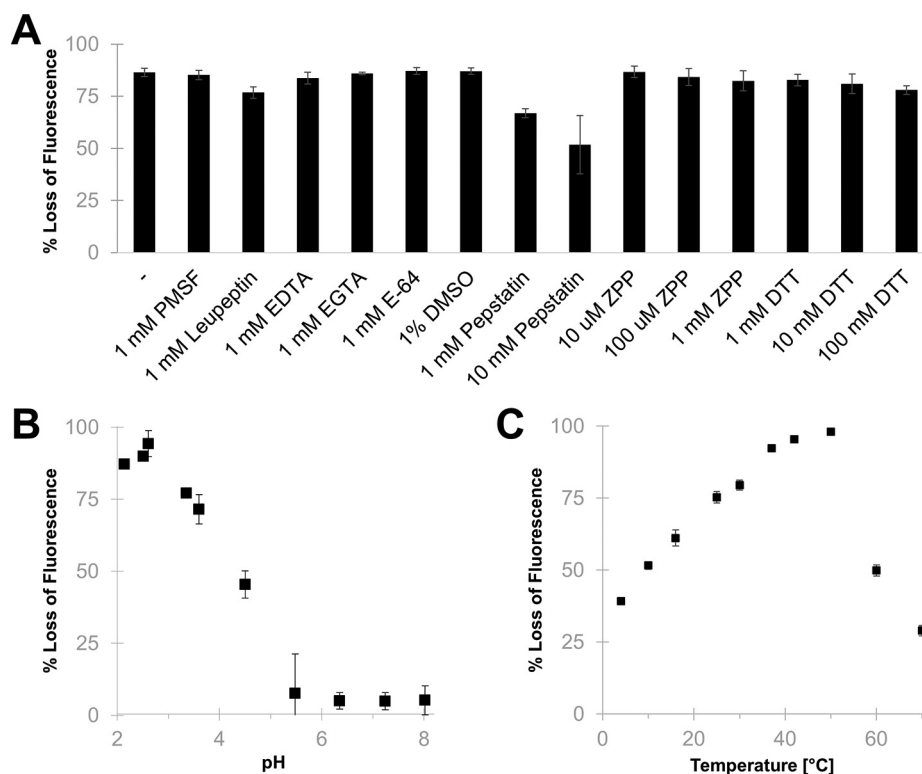 A
% Loss of Fluorescence
100
75
50
25
0
-
1 mM PMSF
1 mM Leupeptin
1 mM EDTA
1 mM EGTA
1 mM E-64
1% DMSO
1 mM Pepstatin
10 mM Pepstatin
10 uM ZPP
100 uM ZPP
1 mM ZPP
1 mM DTT
10 mM DTT
100 mM DTT
B
% Loss of Fluorescence
100
75
50
25
0
2 4 6 8
pH
C
% Loss of Fluorescence
100
75
50
25
0
0 20 40 60
Temperature [°C]